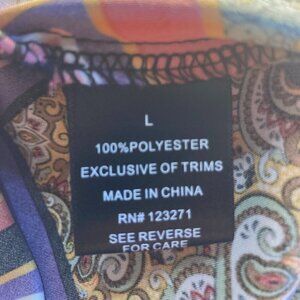 L
100%POLYESTER
EXCLUSIVE OF TRIMS
MADE IN CHINA
RN# 123271
SEE REVERSE
FOR CARE